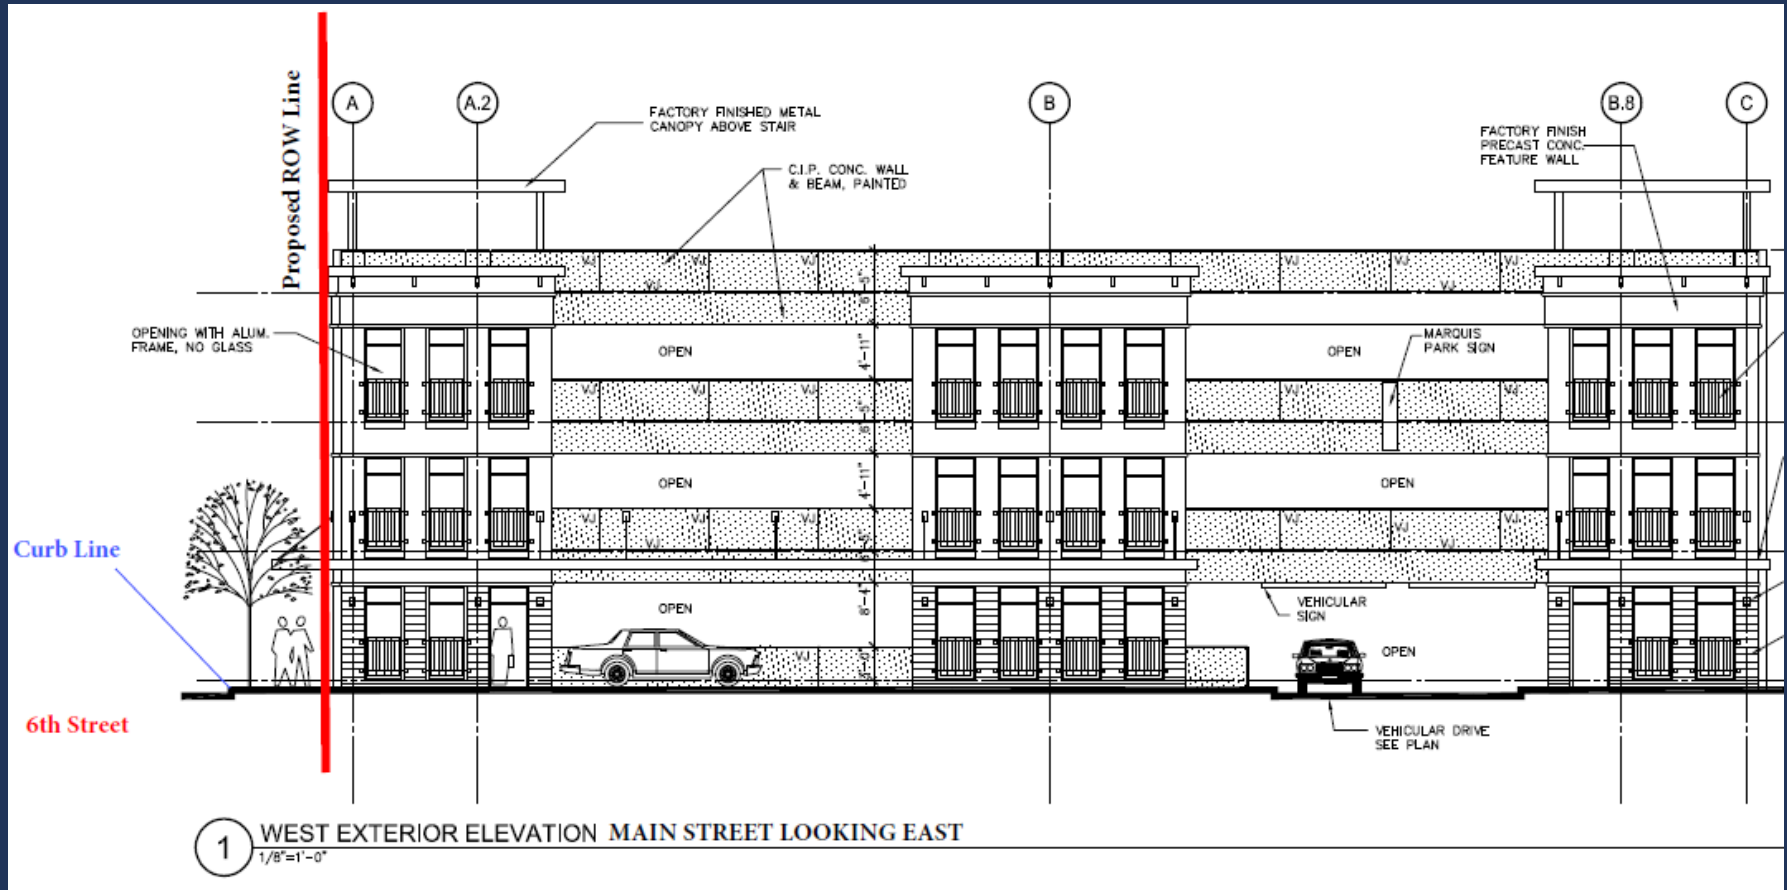 Proposed ROW Line
A
A.2
B
B.8
C
FACTORY FINISHED METAL
CANOPY ABOVE STAIR
C.I.P. CONC. WALL
& BEAM, PAINTED
FACTORY FINISH
PRECAST CONC.
FEATURE WALL
V.J.
V.J.
V.J.
V.J.
V.J.
V.J.
V.J.
V.J.
OPENING WITH ALUM.
FRAME, NO GLASS
OPEN
4'-11"
MARQUIS
PARK SIGN
OPEN
V.J.
V.J.
V.J.
V.J.
V.J.
V.J.
OPEN
4'-11"
OPEN
V.J.
V.J.
V.J.
V.J.
V.J.
V.J.
V.J.
V.J.
Curb Line
OPEN
8'-4"
VEHICULAR
SIGN
V.J.
OPEN
6th Street
VEHICULAR DRIVE
SEE PLAN
1
WEST EXTERIOR ELEVATION MAIN STREET LOOKING EAST
1/8"=1'-0"